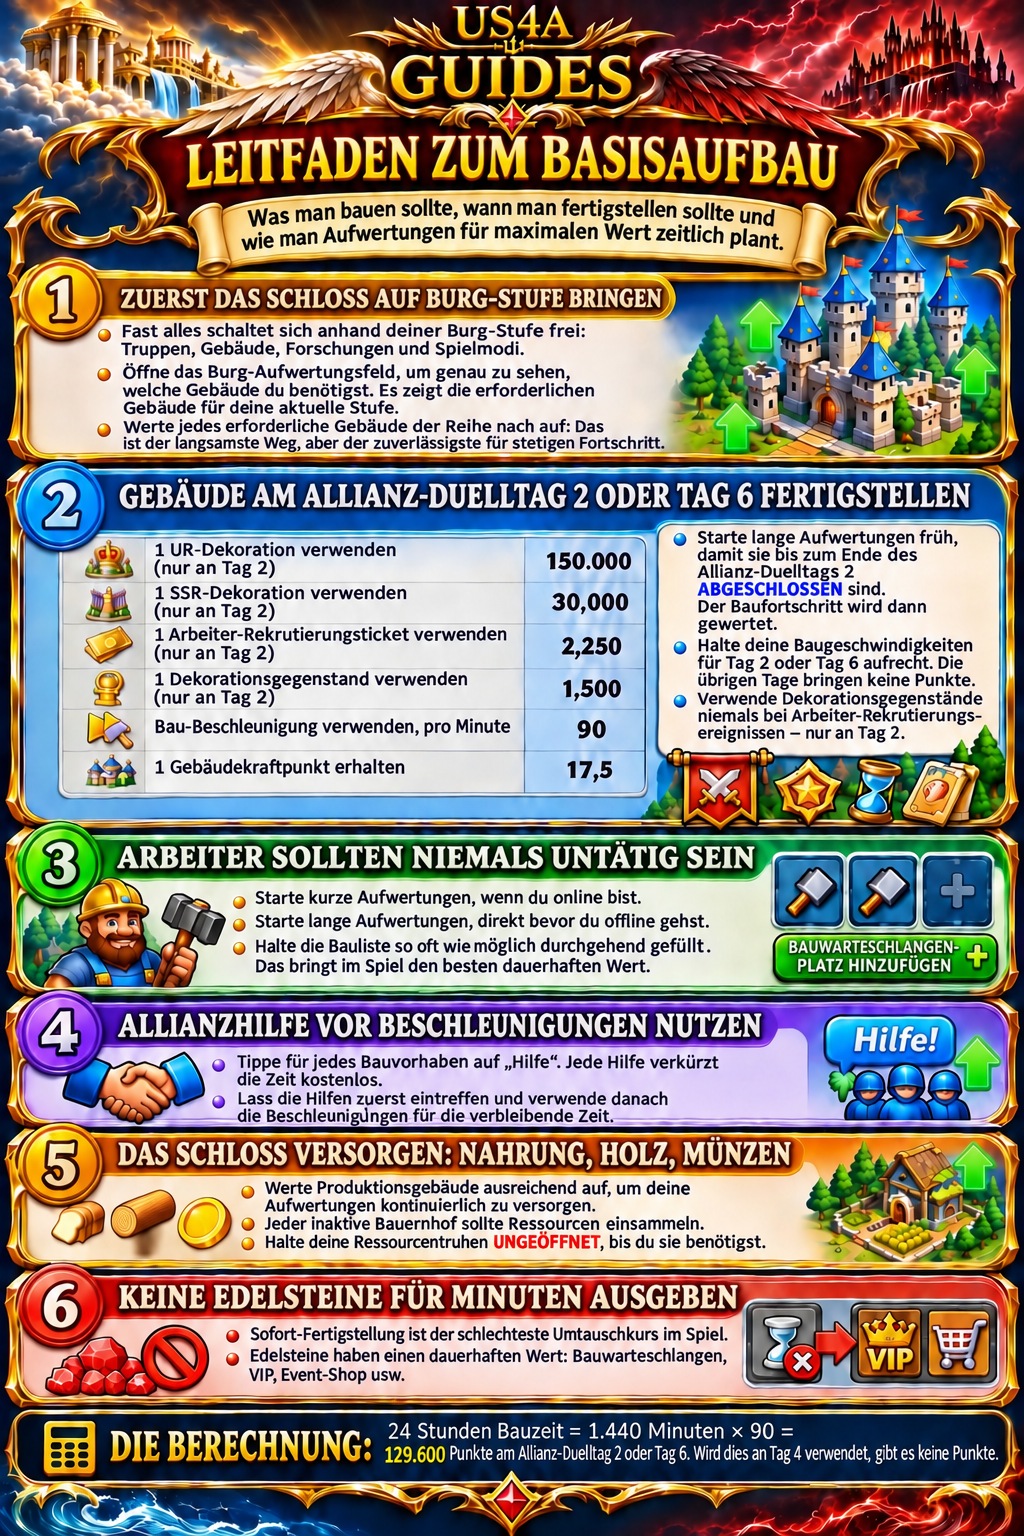 US4A
GUIDES
LEITFADEN ZUM BASISAUFBAU
Was man bauen sollte, wann man fertigstellen sollte und
wie man Aufwertungen für maximalen Wert zeitlich plant.
1
ZUERST DAS SCHLOSS AUF BURG-STUFE BRINGEN
Fast alles schaltet sich anhand deiner Burg-Stufe frei:
Truppen, Gebäude, Forschungen und Spielmodi.
Öffne das Burg-Aufwertungsfeld, um genau zu sehen,
welche Gebäude du benötigst. Es zeigt die erforderlichen
Gebäude für deine aktuelle Stufe.
Werte jedes erforderliche Gebäude der Reihe nach auf: Das
ist der langsamste Weg, aber der zuverlässigste für stetigen Fortschritt.
2
GEBÄUDE AM ALLIANZ-DUELLTAG 2 ODER TAG 6 FERTIGSTELLEN
1 UR-Dekoration verwenden
(nur an Tag 2)
150.000
1 SSR-Dekoration verwenden
(nur an Tag 2)
30,000
1 Arbeiter-Rekrutierungsticket verwenden
(nur an Tag 2)
2,250
1 Dekorationsgegenstand verwenden
(nur an Tag 2)
1,500
Bau-Beschleunigung verwenden, pro Minute
90
1 Gebäudekraftpunkt erhalten
17,5
Starte lange Aufwertungen früh,
damit sie bis zum Ende des
Allianz-Duelltags 2
ABGESCHLOSSEN sind.
Der Baufortschritt wird dann
gewertet.
Halte deine Baugeschwindigkeiten
für Tag 2 oder Tag 6 aufrecht. Die
übrigen Tage bringen keine Punkte.
Verwende Dekorationsgegenstände
niemals bei Arbeiter-Rekrutierungs-
ereignissen – nur an Tag 2.
3
ARBEITER SOLLTEN NIEMALS UNTÄTIG SEIN
Starte kurze Aufwertungen, wenn du online bist.
Starte lange Aufwertungen, direkt bevor du offline gehst.
Halte die Bauliste so oft wie möglich durchgehend gefüllt.
Das bringt im Spiel den besten dauerhaften Wert.
BAUWARTESCHLANGEN-
PLATZ HINZUFÜGEN
4
ALLIANZHILFE VOR BESCHLEUNIGUNGEN NUTZEN
Tippe für jedes Bauvorhaben auf „Hilfe“. Jede Hilfe verkürzt
die Zeit kostenlos.
Lass die Hilfen zuerst eintreffen und verwende danach
die Beschleunigungen für die verbleibende Zeit.
Hilfe!
5
DAS SCHLOSS VERSORGEN: NAHRUNG, HOLZ, MÜNZEN
Werte Produktionsgebäude ausreichend auf, um deine
Aufwertungen kontinuierlich zu versorgen.
Jeder inaktive Bauernhof sollte Ressourcen einsammeln.
Halte deine Ressourcentruhen UNGEÖFFNET, bis du sie benötigst.
6
KEINE EDELSTEINE FÜR MINUTEN AUSGEBEN
Sofort-Fertigstellung ist der schlechteste Umtauschkurs im Spiel.
Edelsteine haben einen dauerhaften Wert: Bauwarteschlangen,
VIP, Event-Shop usw.
VIP
DIE BERECHNUNG:
24 Stunden Bauzeit = 1.440 Minuten × 90 =
129.600 Punkte am Allianz-Duelltag 2 oder Tag 6. Wird dies an Tag 4 verwendet, gibt es keine Punkte.